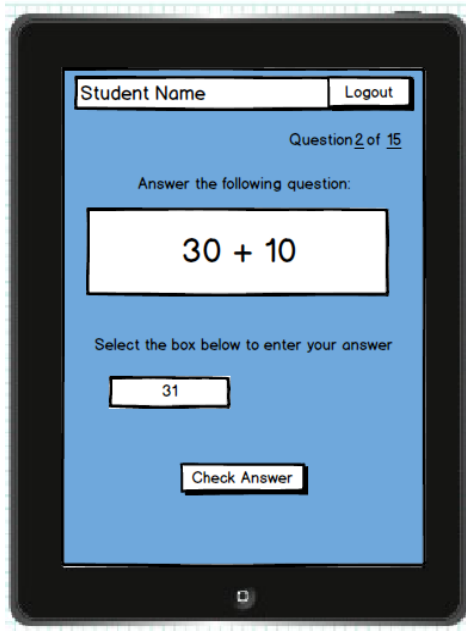 Student Name Logout
Question 2 of 15
Answer the following question:
30 + 10
Select the box below to enter your answer
31
Check Answer